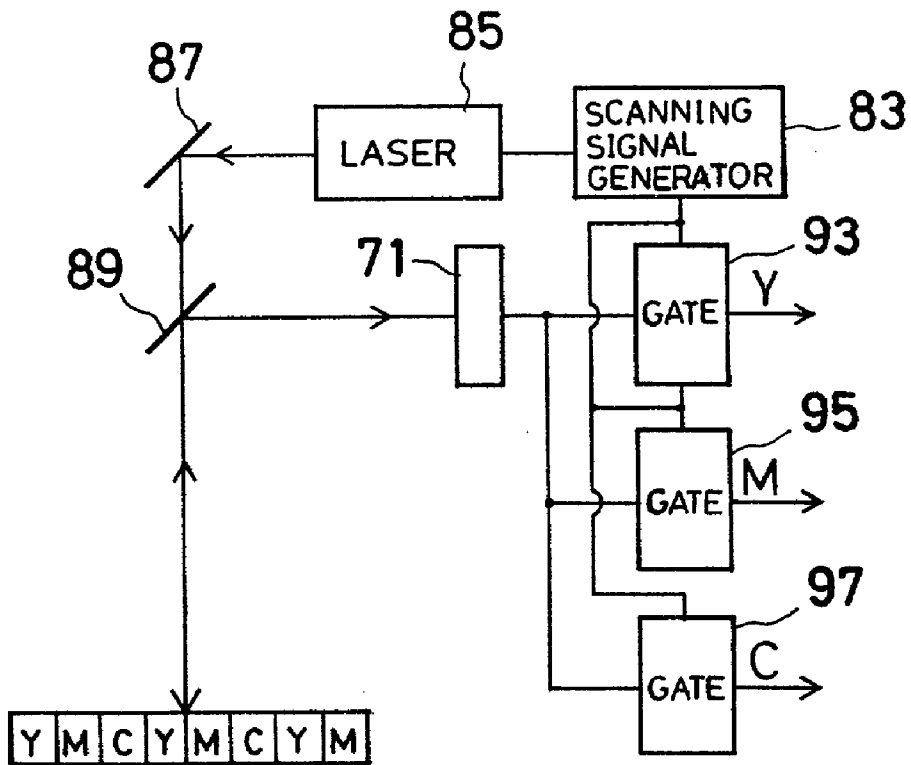 85
87
LASER
SCANNING
SIGNAL
GENERATOR
83
89
71
93
GATE
Y
95
GATE
M
97
GATE
C
Y M C Y M C Y M